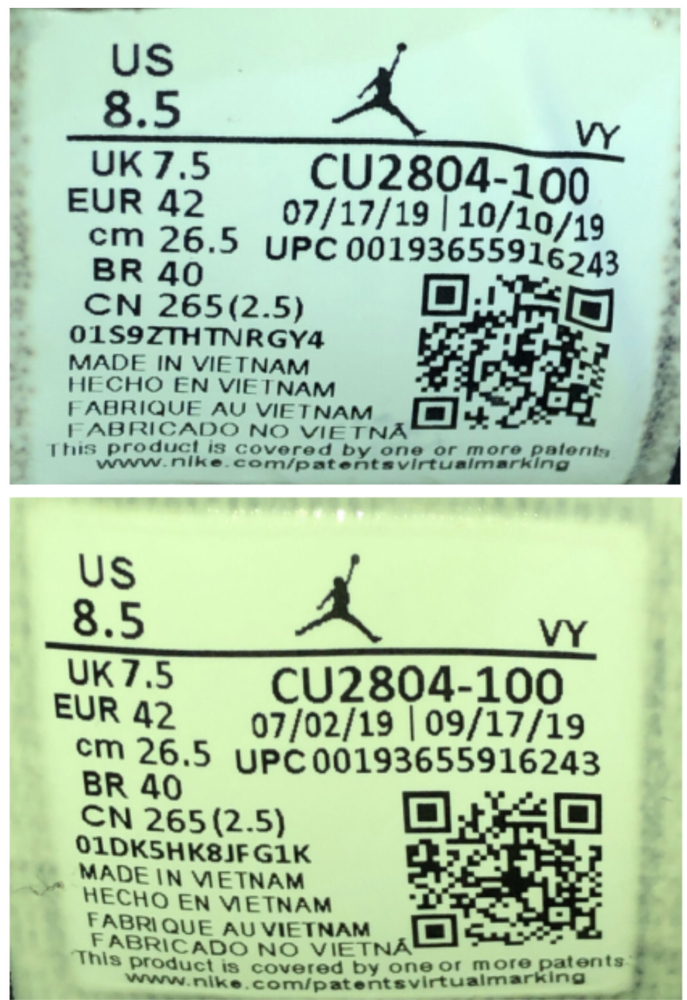 US
8.5
VY
UK 7.5
CU2804-100
EUR 42
07/17/19 | 10/10/19
cm 26.5
UPC 00193655916243
BR 40
CN 265(2.5)
01S9ZTHTNRGY4
MADE IN VIETNAM
HECHO EN VIETNAM
FABRIQUE AU VIETNAM
FABRICADO NO VIETNÃ
This product is covered by one or more patents
www.nike.com/patentsvirtualmarking
US
8.5
VY
UK 7.5
CU2804-100
EUR 42
07/02/19 | 09/17/19
cm 26.5
UPC 00193655916243
BR 40
CN 265(2.5)
01DK5HK8JFG1K
MADE IN VIETNAM
HECHO EN VIETNAM
FABRIQUE AU VIETNAM
FABRICADO NO VIETNÃ
This product is covered by one or more patents
www.nike.com/patentsvirtualmarking